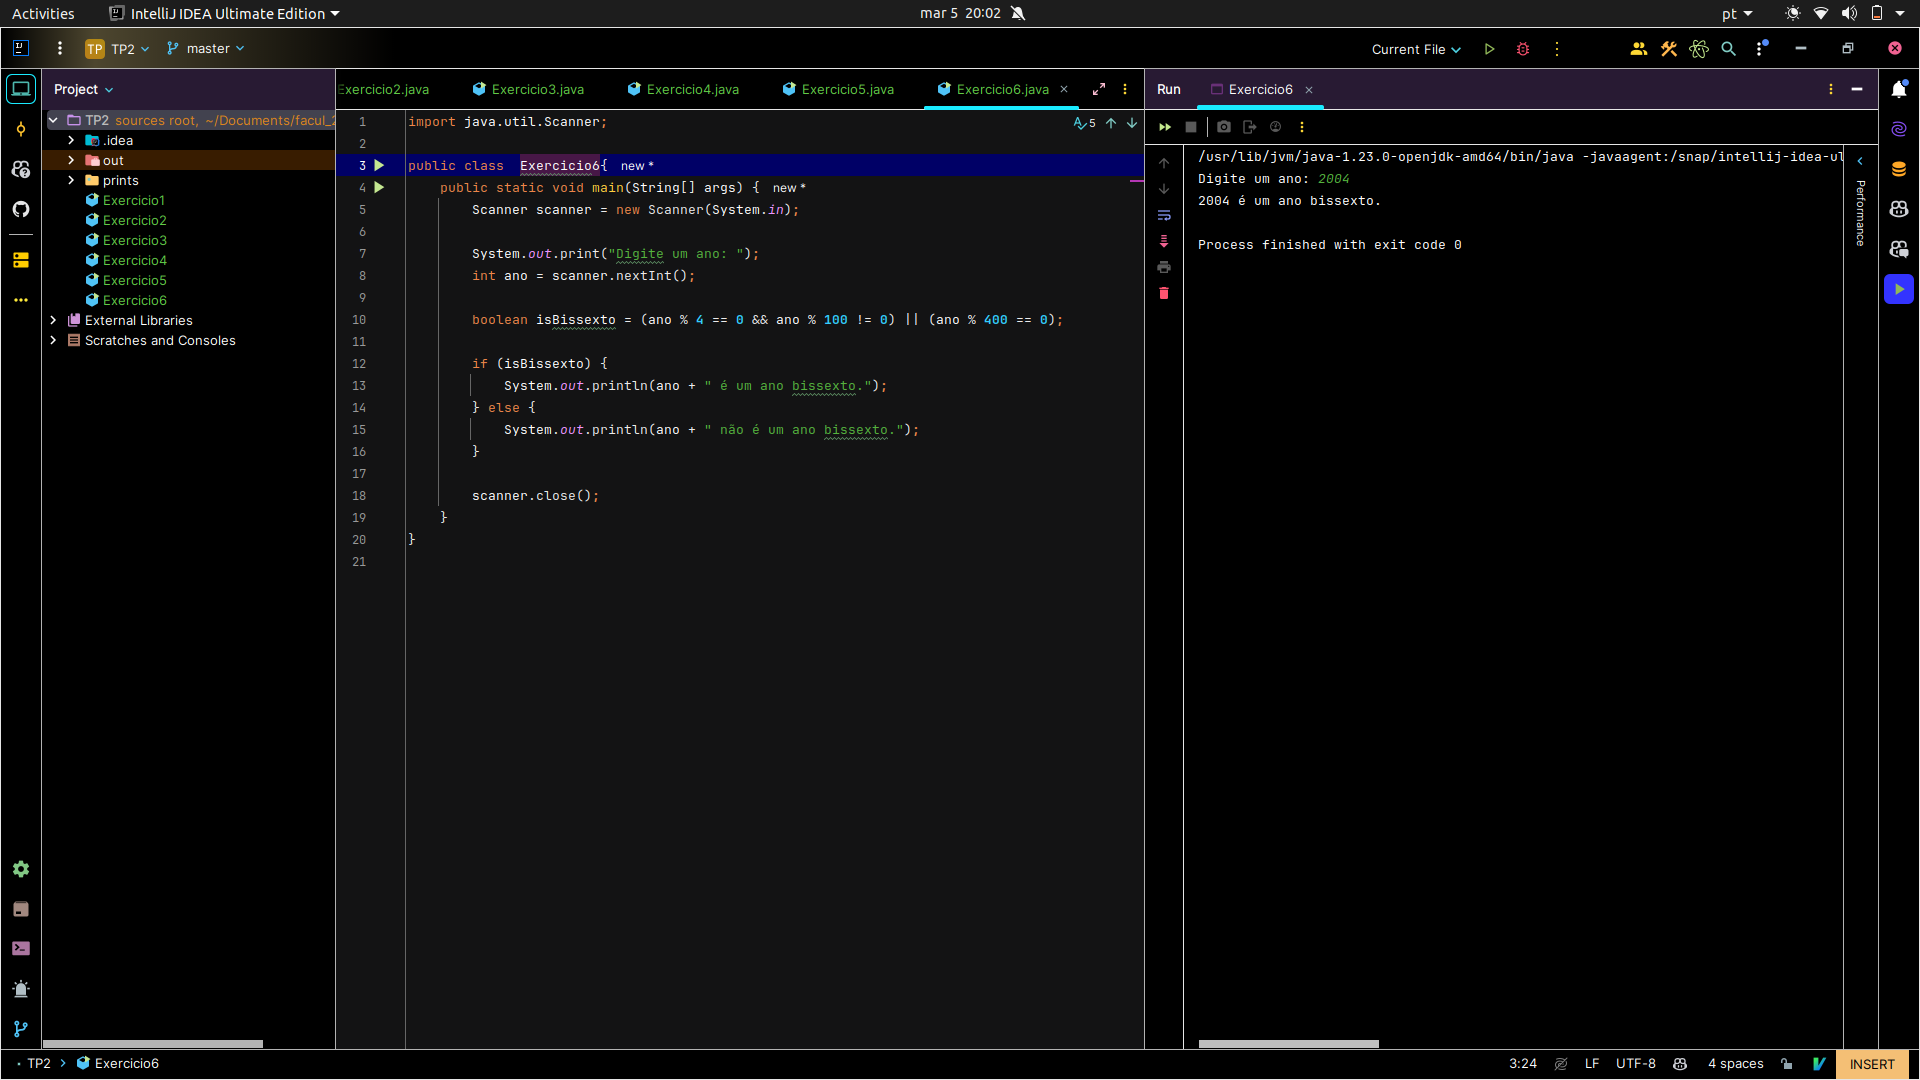 Activities
IntelliJ IDEA Ultimate Edition
mar 5 20:02
pt
TP TP2
master
Current File
Project
Exercicio2.java
Exercicio3.java
Exercicio4.java
Exercicio5.java
Exercicio6.java
Run
Exercicio6
TP2 sources root, ~/Documents/facul_2
.idea
out
prints
Exercicio1
Exercicio2
Exercicio3
Exercicio4
Exercicio5
Exercicio6
External Libraries
Scratches and Consoles
5
1 import java.util.Scanner;
2
3 public class  Exercicio6{ new *
4 public static void main(String[] args) { new *
5 Scanner scanner = new Scanner(System.in);
6
7 System.out.print("Digite um ano: ");
8 int ano = scanner.nextInt();
9
10 boolean isBissexto = (ano % 4 == 0 && ano % 100 != 0) || (ano % 400 == 0);
11
12 if (isBissexto) {
13 System.out.println(ano + " é um ano bissexto.");
14 } else {
15 System.out.println(ano + " não é um ano bissexto.");
16 }
17
18 scanner.close();
19 }
20 }
21
/usr/lib/jvm/java-1.23.0-openjdk-amd64/bin/java -javaagent:/snap/intellij-idea-ul
Digite um ano: 2004
2004 é um ano bissexto.
Process finished with exit code 0
Performance
TP2
Exercicio6
3:24
LF
UTF-8
4 spaces
INSERT